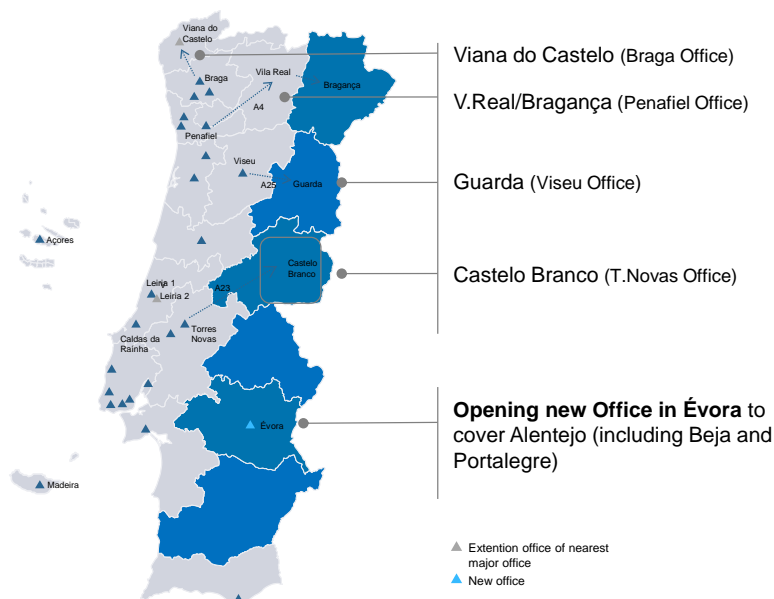 Viana do
Castelo
Braga
Vila Real
Bragança
A4
Penafiel
Viseu
A25
Guarda
Açores
Castelo
Branco
Leiria 1
Leiria 2
A23
Caldas da
Rainha
Torres
Novas
Évora
Madeira
Viana do Castelo (Braga Office)
V.Real/Bragança (Penafiel Office)
Guarda (Viseu Office)
Castelo Branco (T.Novas Office)
Opening new Office in Évora to
cover Alentejo (including Beja and
Portalegre)
Extention office of nearest
major office
New office